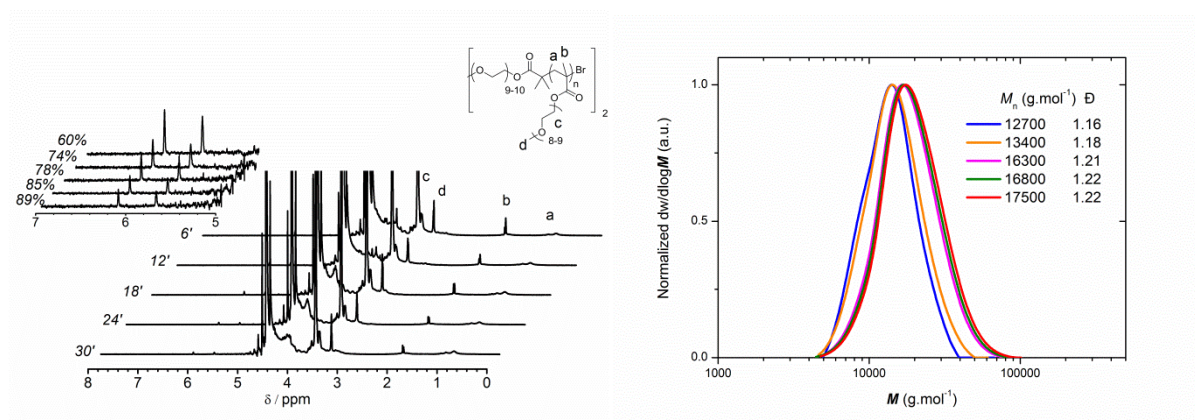 a b
O O Br
O O n
9-10 O O
c 2
d O 8-9
60%
74%
78%
85%
89%
7 6 5
c
d
b
a
6'
12'
18'
24'
30'
8 7 6 5 4 3 2 1 0
δ / ppm
Mn (g.mol-1) Đ
12700 1.16
13400 1.18
16300 1.21
16800 1.22
17500 1.22
1.0
0.5
0.0
Normalized dw/dlogM (a.u.)
1000 10000 100000
M (g.mol-1)